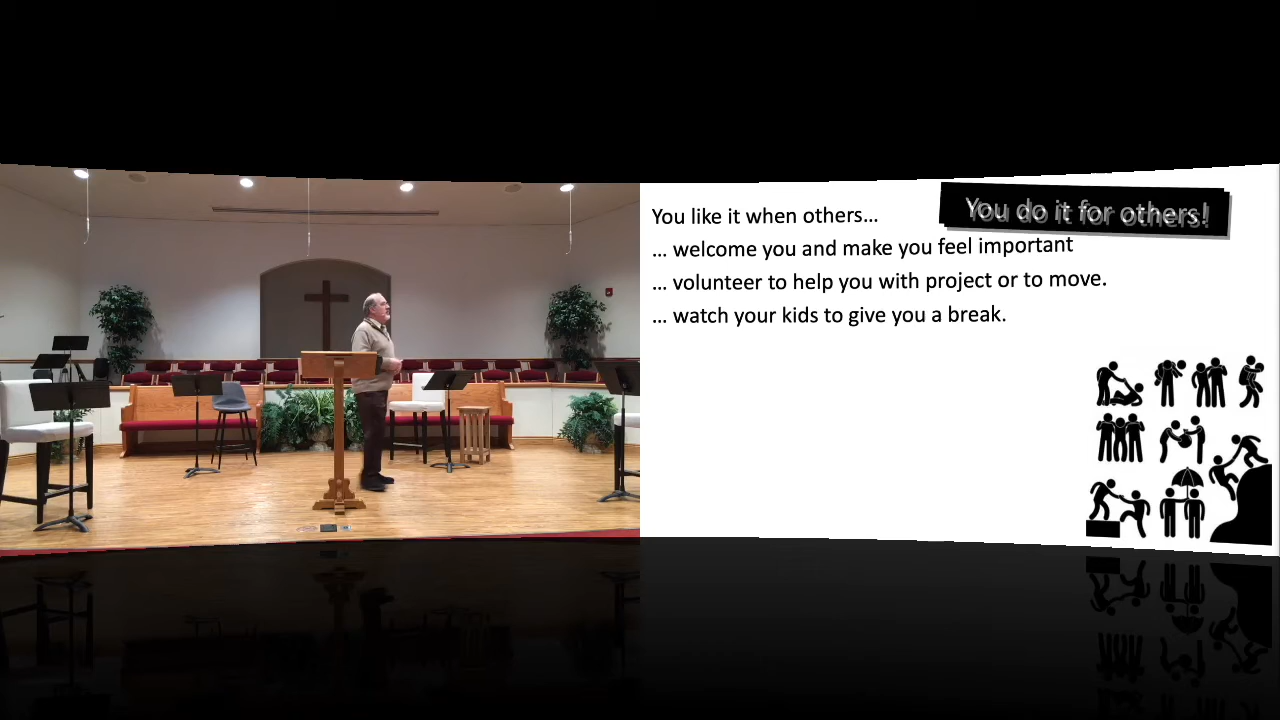 You like it when others...
You do it for others!
... welcome you and make you feel important
... volunteer to help you with project or to move.
... watch your kids to give you a break.